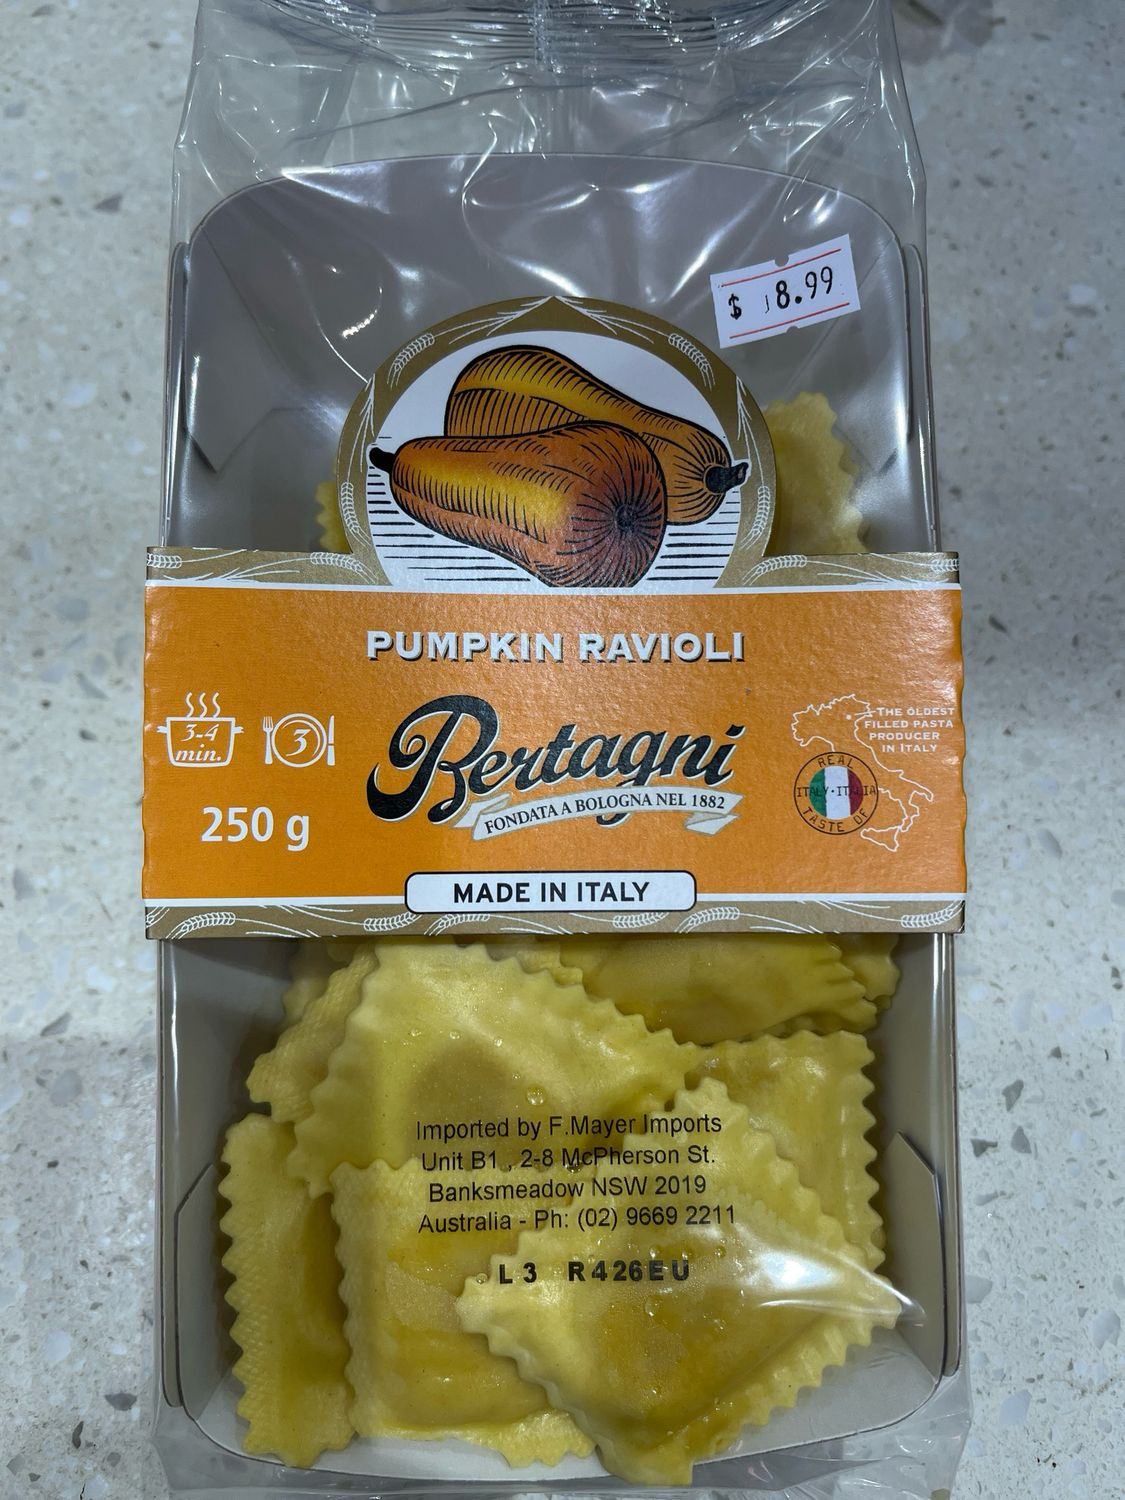 $ 8.99
PUMPKIN RAVIOLI
3-4
min.
3
250 g
Bertagni
FONDATA A BOLOGNA NEL 1882
THE OLDEST
FILLED PASTA
PRODUCER
IN ITALY
REAL
ITALY·ITALIA
TASTE OF
MADE IN ITALY
Imported by F.Mayer Imports
Unit B1 , 2-8 McPherson St.
Banksmeadow NSW 2019
Australia - Ph: (02) 9669 2211
L3 R426EU